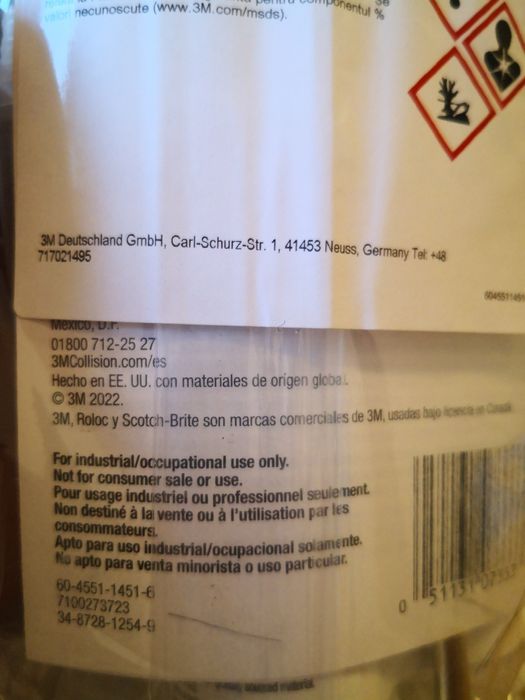 necunoscute (www.3M.com/msds).
3M Deutschland GmbH, Carl-Schurz-Str. 1, 41453 Neuss, Germany Tel: +48
717021495
México, D.F.
01800 712-25 27
3MCollision.com/es
Hecho en EE. UU. con materiales de origen global.
© 3M 2022.
3M, Roloc y Scotch-Brite son marcas comerciales de 3M, usadas bajo licencia en Canadá.
For industrial/occupational use only.
Not for consumer sale or use.
Pour usage industriel ou professionnel seulement.
Non destiné à la vente ou à l'utilisation par les
consommateurs.
Apto para uso industrial/ocupacional solamente.
No apto para venta minorista o uso particular.
60-4551-1451-6
7100273723
34-8728-1254-9
0 51131